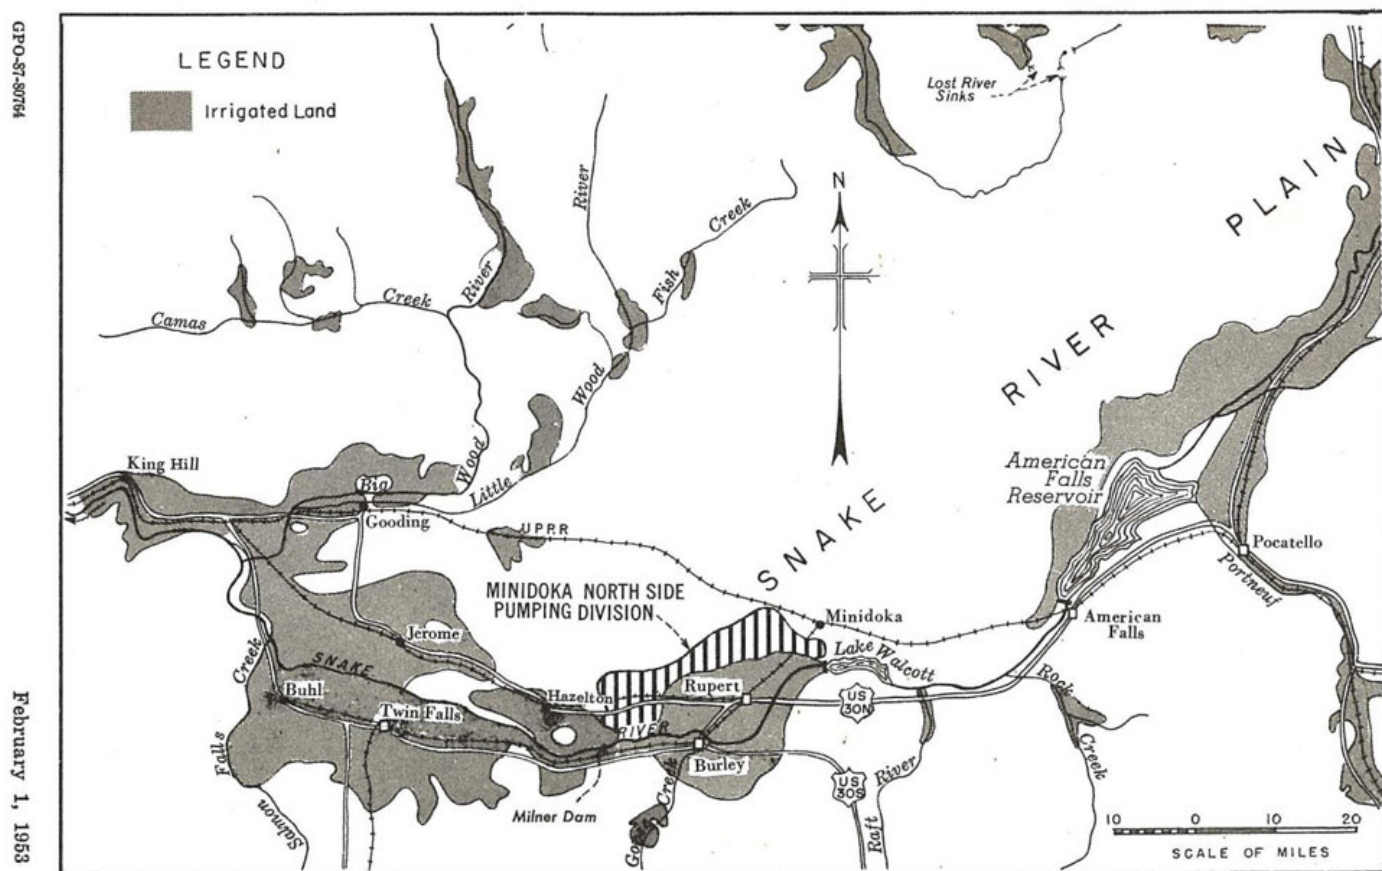 GPO-87-80764
February 1, 1953
LEGEND
Irrigated Land
Lost River
Sinks
N
SNAKE RIVER PLAIN
River
Creek
Fish
River
Creek
Camas
Wood
Wood
Little
Big
King Hill
Gooding
U.P.R.R
American
Falls
Reservoir
Pocatello
Portneuf
MINIDOKA NORTH SIDE
PUMPING DIVISION
Minidoka
American
Falls
Lake Walcott
Jerome
SNAKE
Creek
Buhl
Hazelton
Rupert
US
30N
Rock
Creek
Twin Falls
RIVER
Burley
Falls
Salmon
Milner Dam
Creek
US
30S
River
Raft
10 0 10 20
SCALE OF MILES